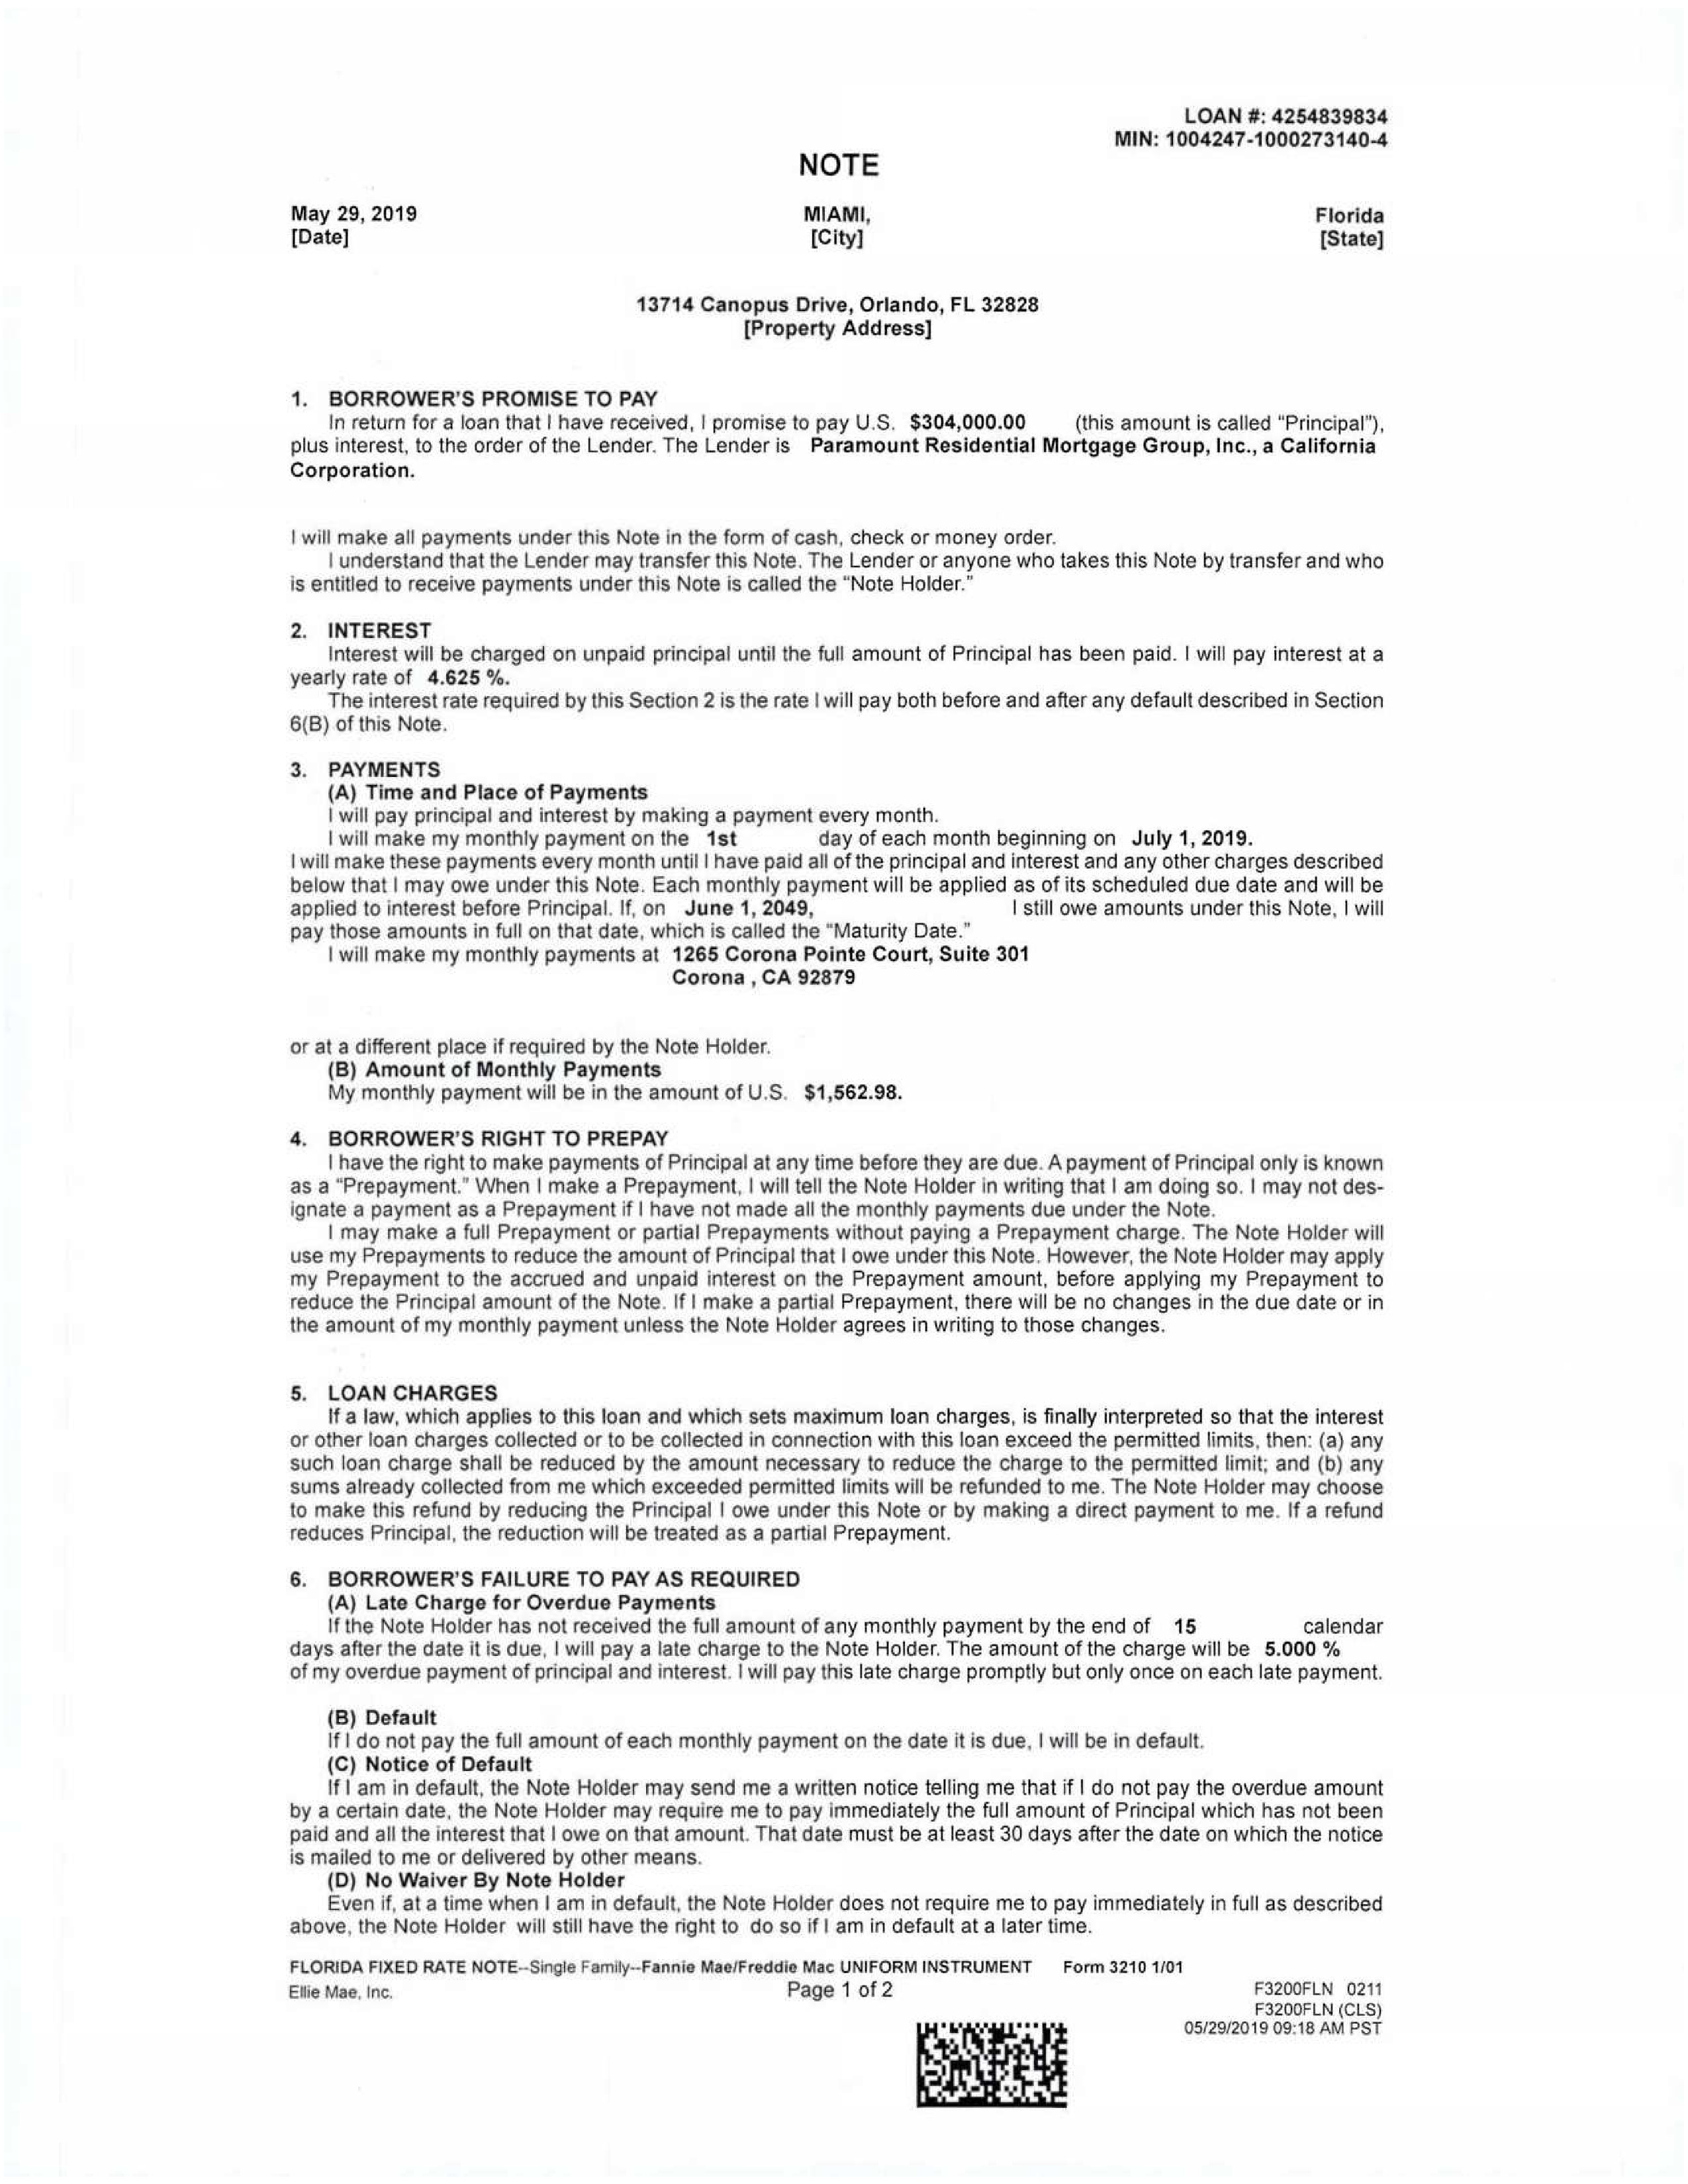 LOAN #: 4254839834
MIN: 1004247-1000273140-4
NOTE
May 29, 2019 MIAMI, Florida
[Date] [City] [State]
13714 Canopus Drive, Orlando, FL 32828
[Property Address]
1. BORROWER'S PROMISE TO PAY
In return for a loan that I have received, I promise to pay U.S. $304,000.00 (this amount is called "Principal"),
plus interest, to the order of the Lender. The Lender is Paramount Residential Mortgage Group, Inc., a California
Corporation.
I will make all payments under this Note in the form of cash, check or money order.
I understand that the Lender may transfer this Note. The Lender or anyone who takes this Note by transfer and who
is entitled to receive payments under this Note is called the "Note Holder."
2. INTEREST
Interest will be charged on unpaid principal until the full amount of Principal has been paid. I will pay interest at a
yearly rate of 4.625 %.
The interest rate required by this Section 2 is the rate I will pay both before and after any default described in Section
6(B) of this Note.
3. PAYMENTS
(A) Time and Place of Payments
I will pay principal and interest by making a payment every month.
I will make my monthly payment on the 1st day of each month beginning on July 1, 2019.
I will make these payments every month until I have paid all of the principal and interest and any other charges described
below that I may owe under this Note. Each monthly payment will be applied as of its scheduled due date and will be
applied to interest before Principal. If, on June 1, 2049, I still owe amounts under this Note, I will
pay those amounts in full on that date, which is called the "Maturity Date."
I will make my monthly payments at 1265 Corona Pointe Court, Suite 301
Corona , CA 92879
or at a different place if required by the Note Holder.
(B) Amount of Monthly Payments
My monthly payment will be in the amount of U.S. $1,562.98.
4. BORROWER'S RIGHT TO PREPAY
I have the right to make payments of Principal at any time before they are due. A payment of Principal only is known
as a "Prepayment." When I make a Prepayment, I will tell the Note Holder in writing that I am doing so. I may not des-
ignate a payment as a Prepayment if I have not made all the monthly payments due under the Note.
I may make a full Prepayment or partial Prepayments without paying a Prepayment charge. The Note Holder will
use my Prepayments to reduce the amount of Principal that I owe under this Note. However, the Note Holder may apply
my Prepayment to the accrued and unpaid interest on the Prepayment amount, before applying my Prepayment to
reduce the Principal amount of the Note. If I make a partial Prepayment, there will be no changes in the due date or in
the amount of my monthly payment unless the Note Holder agrees in writing to those changes.
5. LOAN CHARGES
If a law, which applies to this loan and which sets maximum loan charges, is finally interpreted so that the interest
or other loan charges collected or to be collected in connection with this loan exceed the permitted limits, then: (a) any
such loan charge shall be reduced by the amount necessary to reduce the charge to the permitted limit; and (b) any
sums already collected from me which exceeded permitted limits will be refunded to me. The Note Holder may choose
to make this refund by reducing the Principal I owe under this Note or by making a direct payment to me. If a refund
reduces Principal, the reduction will be treated as a partial Prepayment.
6. BORROWER'S FAILURE TO PAY AS REQUIRED
(A) Late Charge for Overdue Payments
If the Note Holder has not received the full amount of any monthly payment by the end of 15 calendar
days after the date it is due, I will pay a late charge to the Note Holder. The amount of the charge will be 5.000 %
of my overdue payment of principal and interest. I will pay this late charge promptly but only once on each late payment.
(B) Default
If I do not pay the full amount of each monthly payment on the date it is due, I will be in default.
(C) Notice of Default
If I am in default, the Note Holder may send me a written notice telling me that if I do not pay the overdue amount
by a certain date, the Note Holder may require me to pay immediately the full amount of Principal which has not been
paid and all the interest that I owe on that amount. That date must be at least 30 days after the date on which the notice
is mailed to me or delivered by other means.
(D) No Waiver By Note Holder
Even if, at a time when I am in default, the Note Holder does not require me to pay immediately in full as described
above, the Note Holder will still have the right to do so if I am in default at a later time.
FLORIDA FIXED RATE NOTE--Single Family--Fannie Mae/Freddie Mac UNIFORM INSTRUMENT Form 3210 1/01
Ellie Mae, Inc. Page 1 of 2 F3200FLN 0211
F3200FLN (CLS)
05/29/2019 09:18 AM PST